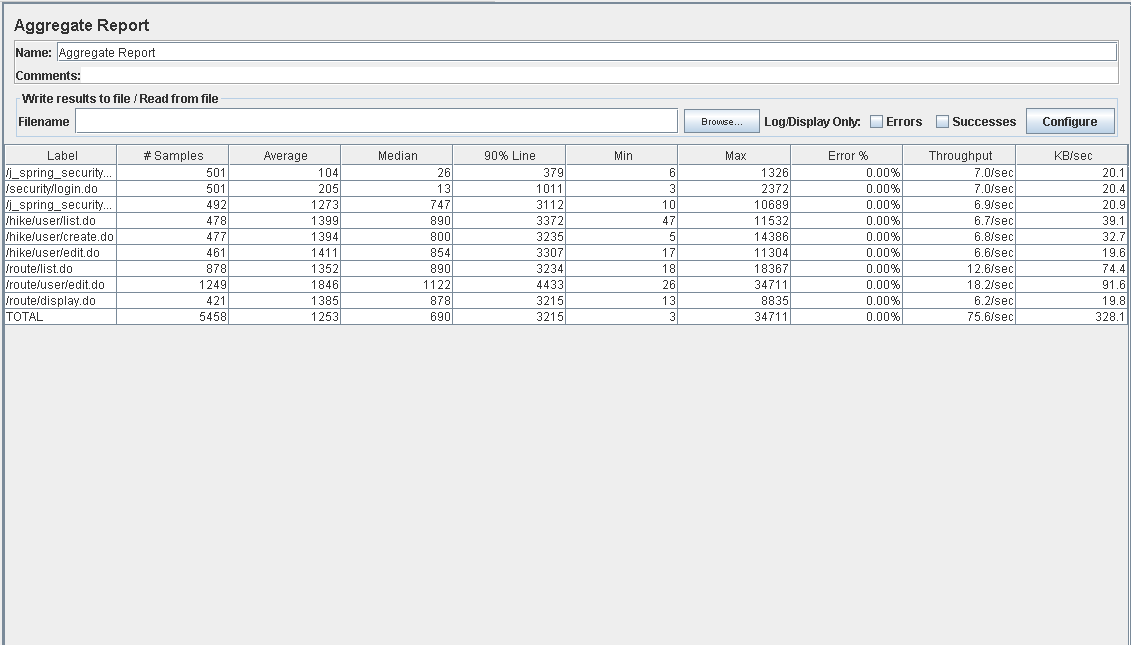 Aggregate Report
Name: Aggregate Report
Comments:
Write results to file / Read from file
Filename Browse... Log/Display Only: Errors Successes Configure
Label # Samples Average Median 90% Line Min Max Error % Throughput KB/sec
/j_spring_security... 501 104 26 379 6 1326 0.00% 7.0/sec 20.1
/security/login.do 501 205 13 1011 3 2372 0.00% 7.0/sec 20.4
/j_spring_security... 492 1273 747 3112 10 10689 0.00% 6.9/sec 20.9
/hike/user/list.do 478 1399 890 3372 47 11532 0.00% 6.7/sec 39.1
/hike/user/create.do 477 1394 800 3235 5 14386 0.00% 6.8/sec 32.7
/hike/user/edit.do 461 1411 854 3307 17 11304 0.00% 6.6/sec 19.6
/route/list.do 878 1352 890 3234 18 18367 0.00% 12.6/sec 74.4
/route/user/edit.do 1249 1846 1122 4433 26 34711 0.00% 18.2/sec 91.6
/route/display.do 421 1385 878 3215 13 8835 0.00% 6.2/sec 19.8
TOTAL 5458 1253 690 3215 3 34711 0.00% 75.6/sec 328.1